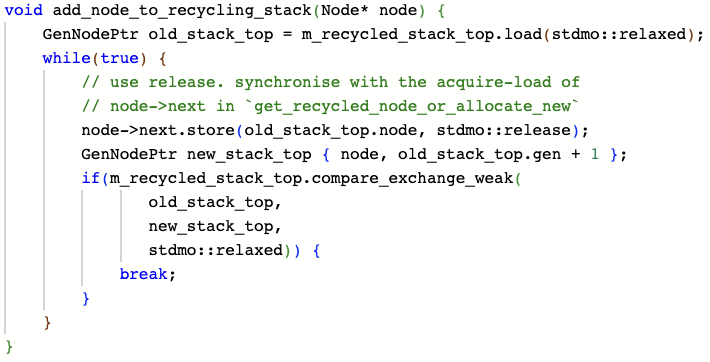 void add_node_to_recycling_stack(Node* node) {
    GenNodePtr old_stack_top = m_recycled_stack_top.load(stdmo::relaxed);
    while(true) {
        // use release. synchronise with the acquire-load of
        // node->next in `get_recycled_node_or_allocate_new`
        node->next.store(old_stack_top.node, stdmo::release);
        GenNodePtr new_stack_top { node, old_stack_top.gen + 1 };
        if(m_recycled_stack_top.compare_exchange_weak(
                old_stack_top,
                new_stack_top,
                stdmo::relaxed)) {
            break;
        }
    }
}